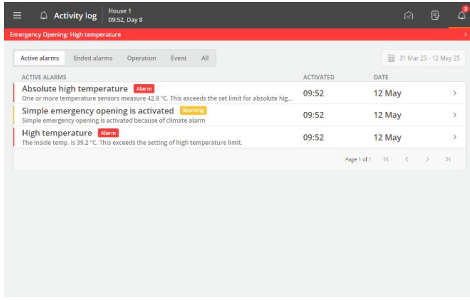 Activity log
House 1
09:52, Day 8
3
Emergency Opening: High temperature
Active alarms Ended alarms Operation Event All
31 Mar 25 - 12 May 25
ACTIVE ALARMS ACTIVATED DATE
Absolute high temperature Alarm
One or more temperature sensors measure 42.8 °C. This exceeds the set limit for absolute hig...
09:52 12 May
Simple emergency opening is activated Warning
Simple emergency opening is activated because of climate alarm
09:52 12 May
High temperature Alarm
The inside temp. is 39.2 °C. This exceeds the setting of high temperature limit.
09:52 12 May
Page 1 of 1